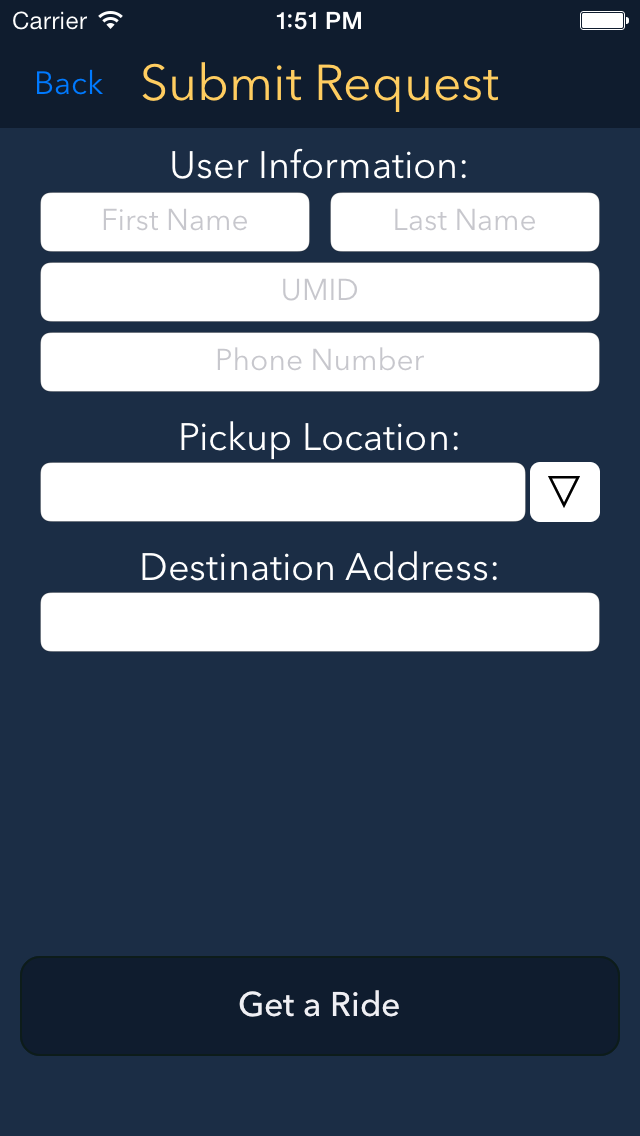 Carrier 1:51 PM
Back Submit Request
User Information:
First Name Last Name
UMID
Phone Number
Pickup Location:
Destination Address:
Get a Ride